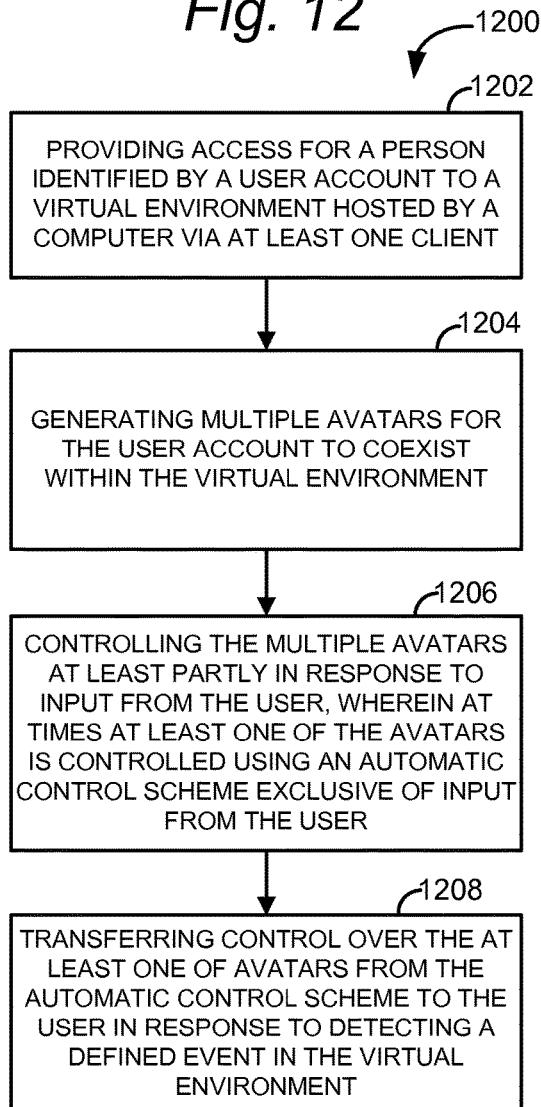 Fig. 12
1200
1202
PROVIDING ACCESS FOR A PERSON
IDENTIFIED BY A USER ACCOUNT TO A
VIRTUAL ENVIRONMENT HOSTED BY A
COMPUTER VIA AT LEAST ONE CLIENT
1204
GENERATING MULTIPLE AVATARS FOR
THE USER ACCOUNT TO COEXIST
WITHIN THE VIRTUAL ENVIRONMENT
1206
CONTROLLING THE MULTIPLE AVATARS
AT LEAST PARTLY IN RESPONSE TO
INPUT FROM THE USER, WHEREIN AT
TIMES AT LEAST ONE OF THE AVATARS
IS CONTROLLED USING AN AUTOMATIC
CONTROL SCHEME EXCLUSIVE OF INPUT
FROM THE USER
1208
TRANSFERRING CONTROL OVER THE AT
LEAST ONE OF AVATARS FROM THE
AUTOMATIC CONTROL SCHEME TO THE
USER IN RESPONSE TO DETECTING A
DEFINED EVENT IN THE VIRTUAL
ENVIRONMENT